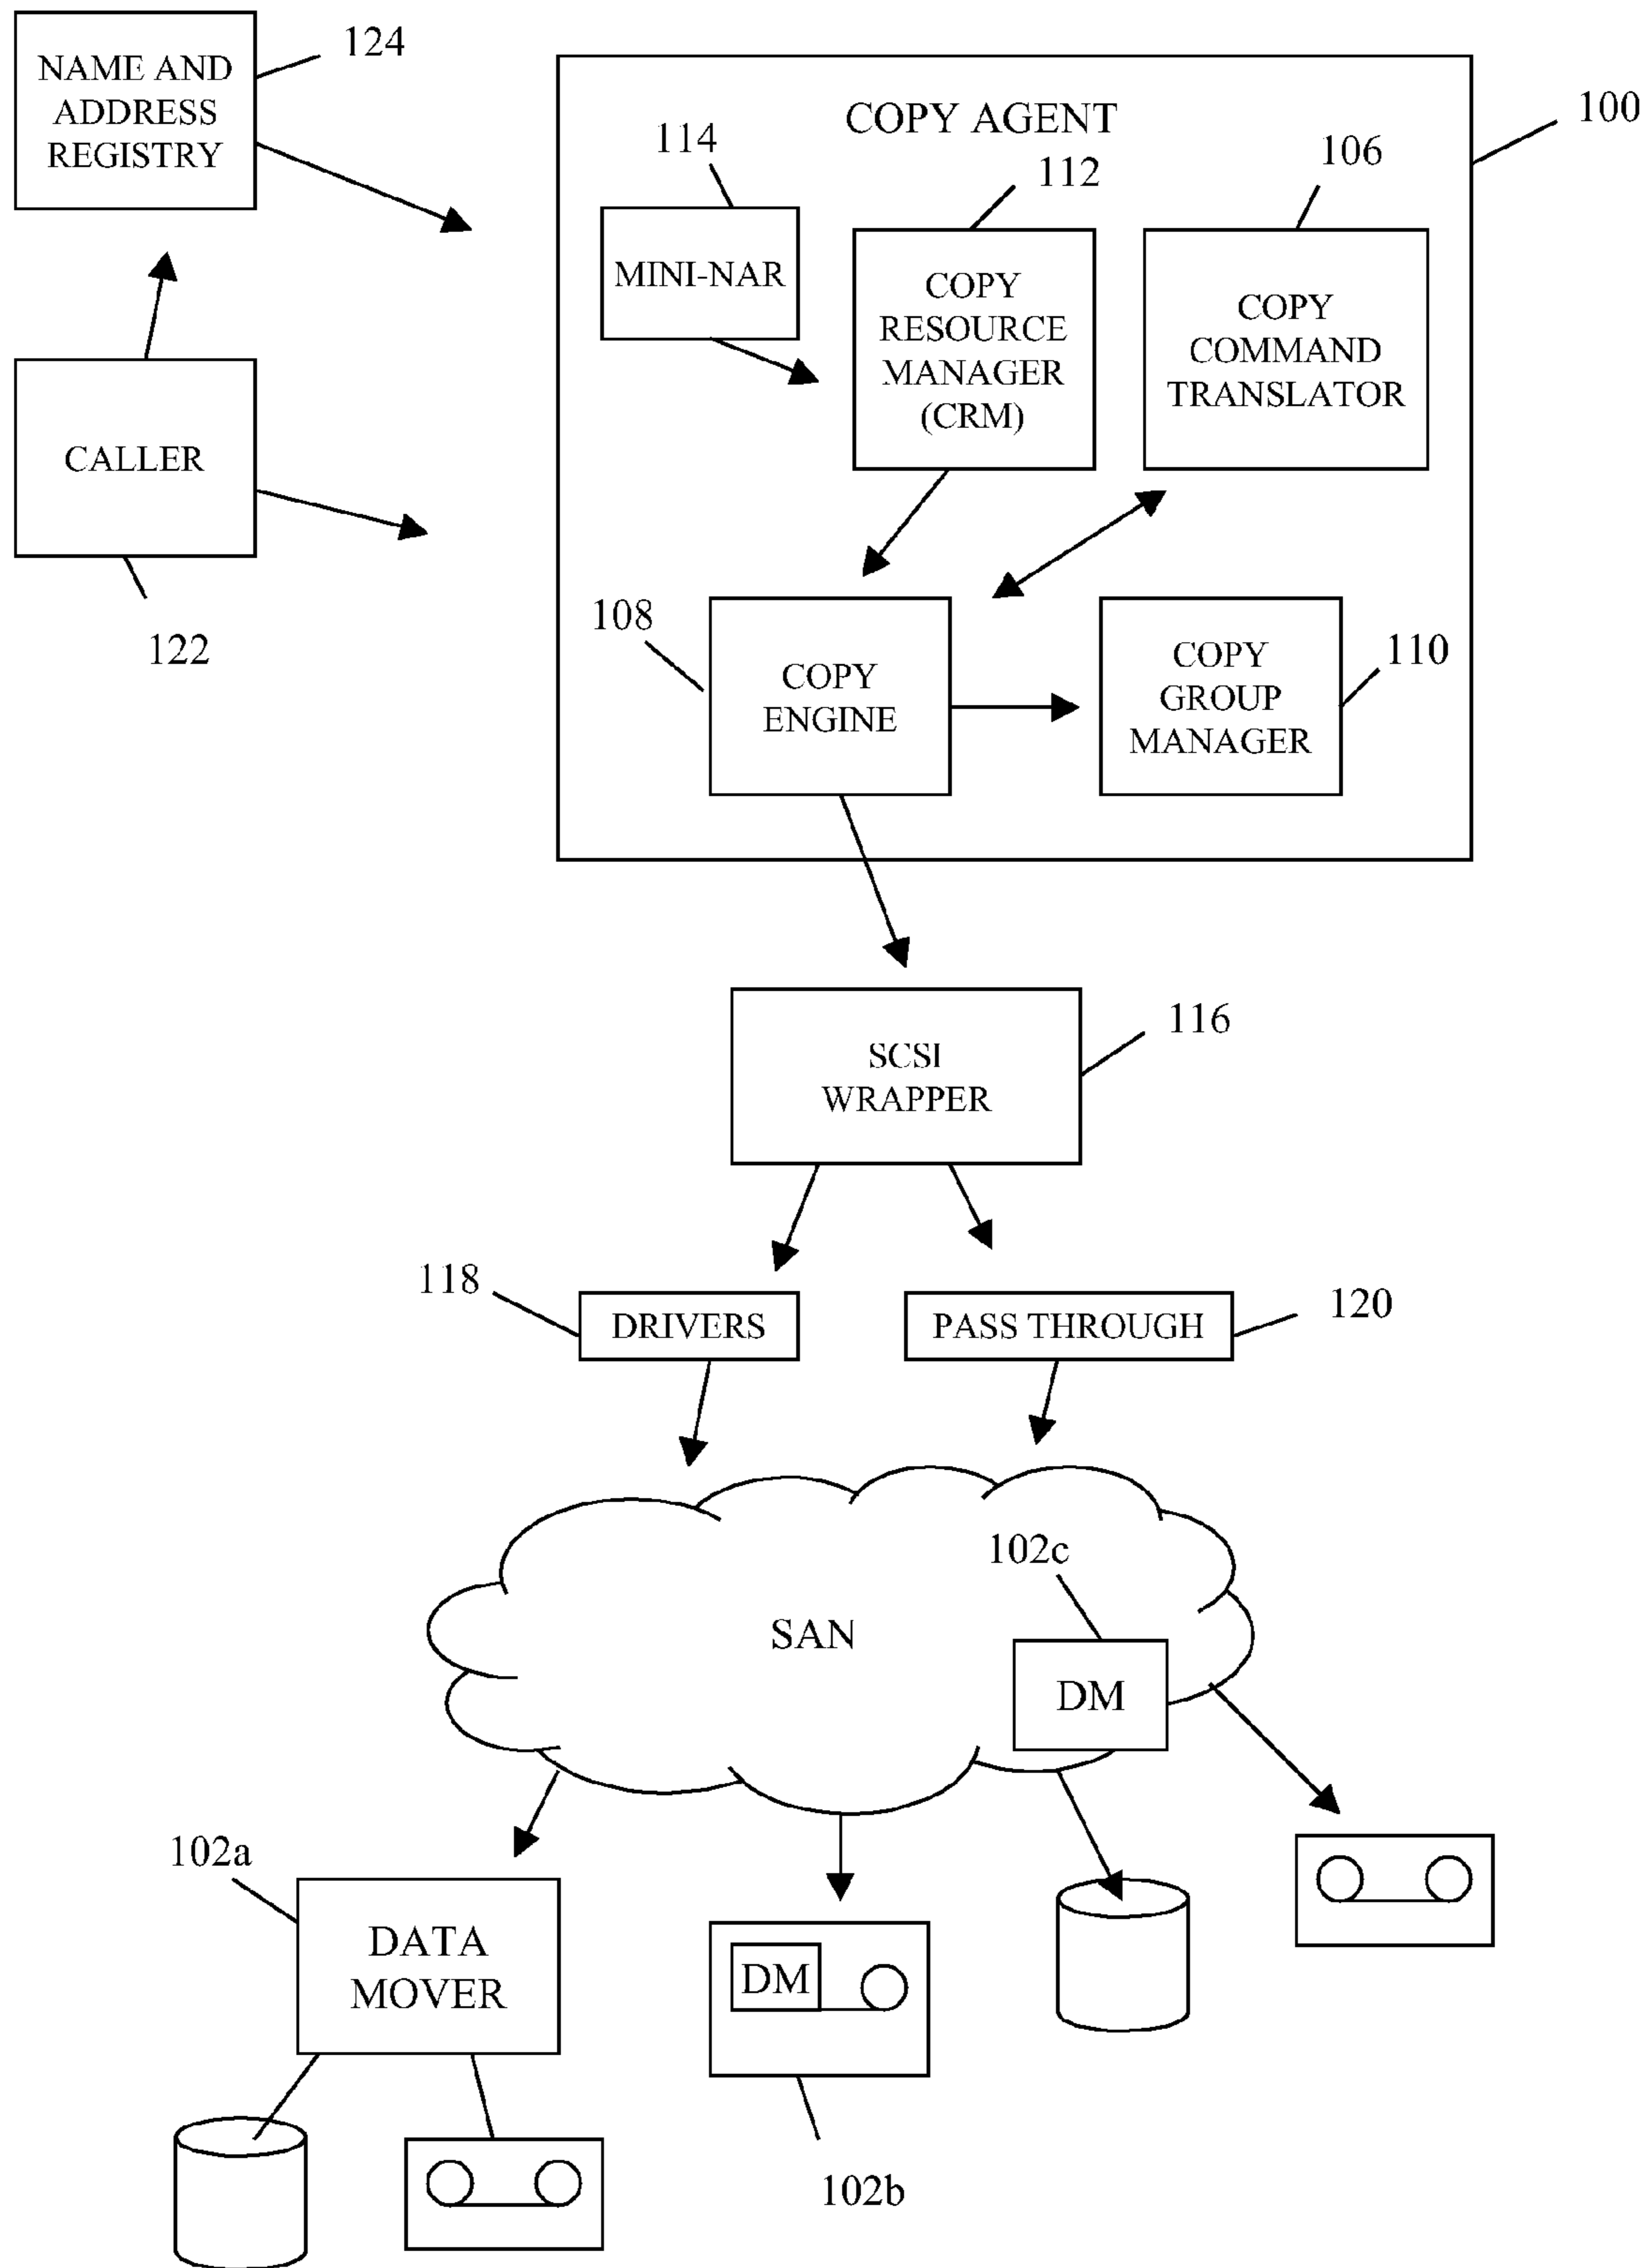 124
NAME AND
ADDRESS
REGISTRY
CALLER
122
100
COPY AGENT
114
MINI-NAR
112
COPY
RESOURCE
MANAGER
(CRM)
106
COPY
COMMAND
TRANSLATOR
108
COPY
ENGINE
COPY
GROUP
MANAGER
110
SCSI
WRAPPER
116
118
DRIVERS
PASS THROUGH
120
102c
SAN
DM
102a
DATA
MOVER
DM
102b